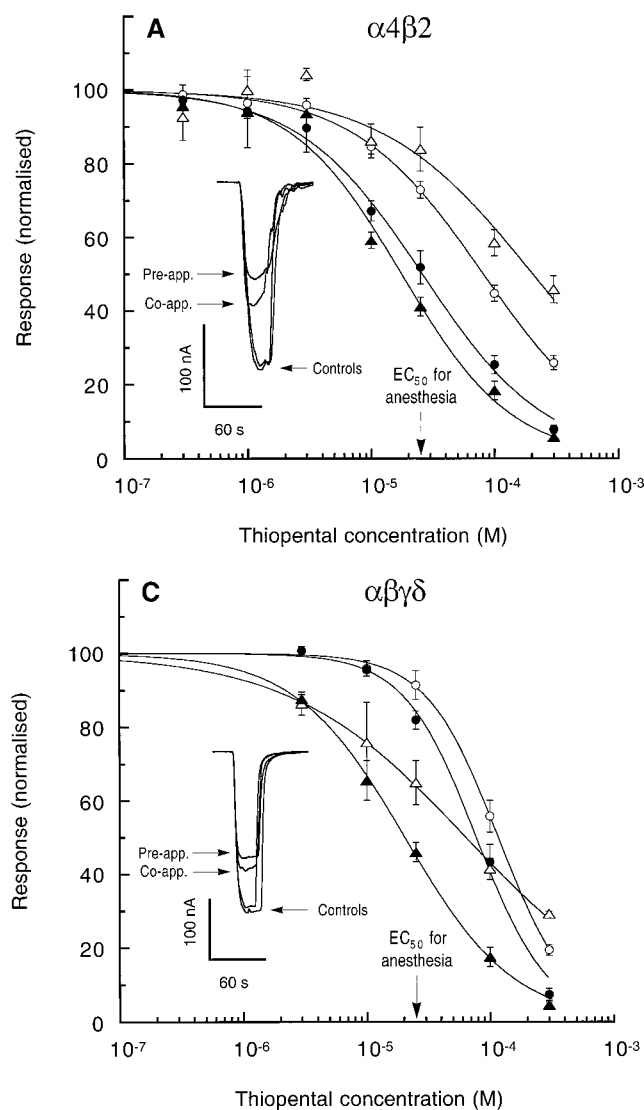 A
α4β2
100
80
60
40
20
0
Response (normalised)
Pre-app.
Co-app.
Controls
100 nA
60 s
EC50 for
anesthesia
10-7
10-6
10-5
10-4
10-3
Thiopental concentration (M)
C
αβγδ
100
80
60
40
20
0
Response (normalised)
Pre-app.
Co-app.
Controls
100 nA
60 s
EC50 for
anesthesia
10-7
10-6
10-5
10-4
10-3
Thiopental concentration (M)